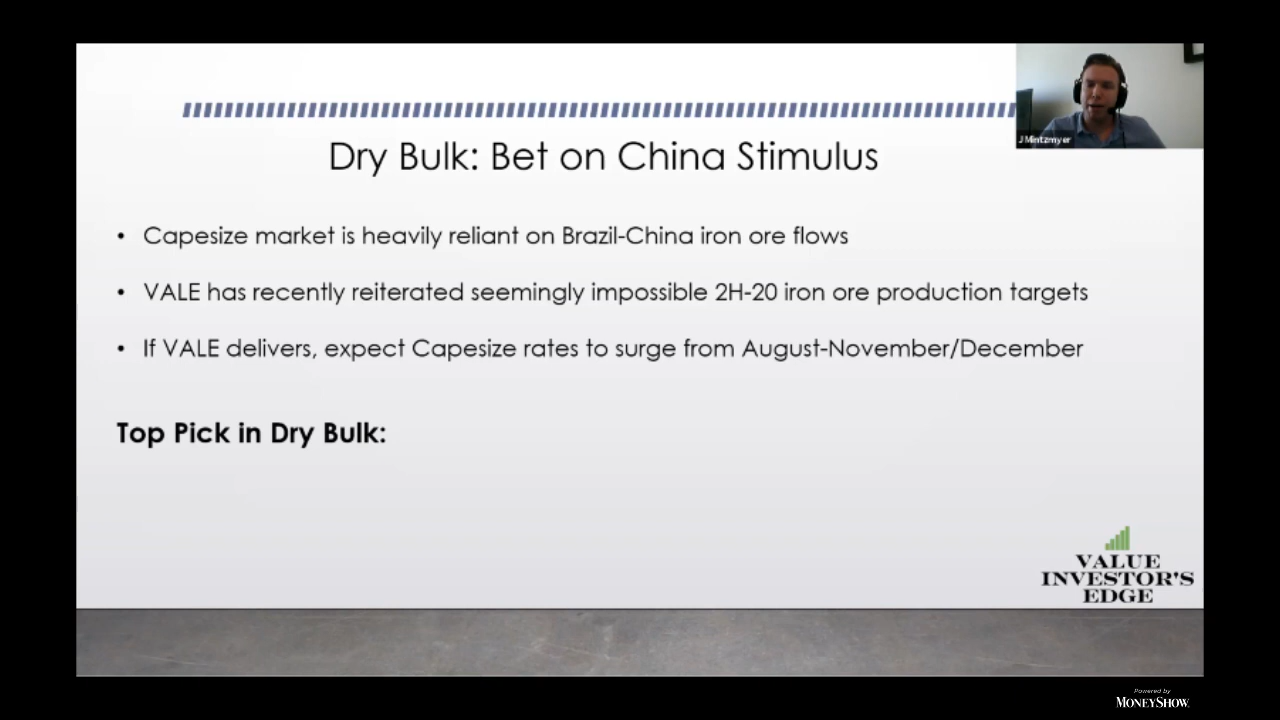 J Mintzmyer
Dry Bulk: Bet on China Stimulus
• Capesize market is heavily reliant on Brazil-China iron ore flows
• VALE has recently reiterated seemingly impossible 2H-20 iron ore production targets
• If VALE delivers, expect Capesize rates to surge from August-November/December
Top Pick in Dry Bulk:
VALUE
INVESTOR'S
EDGE
Powered by
MONEYSHOW